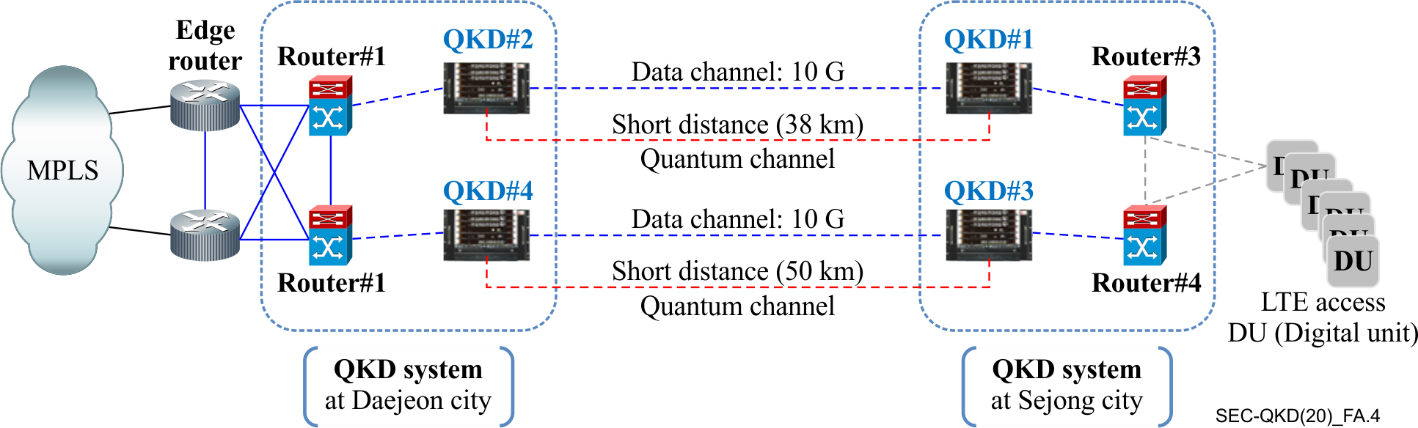 Edge
router
MPLS
Router#1
QKD#2
Data channel: 10 G
Short distance (38 km)
Quantum channel
QKD#1
Router#3
QKD#4
Data channel: 10 G
Short distance (50 km)
Quantum channel
QKD#3
Router#1
Router#4
D
DU
D
DU
DU
DU
LTE access
DU (Digital unit)
QKD system
at Daejeon city
QKD system
at Sejong city
SEC-QKD(20)_FA.4